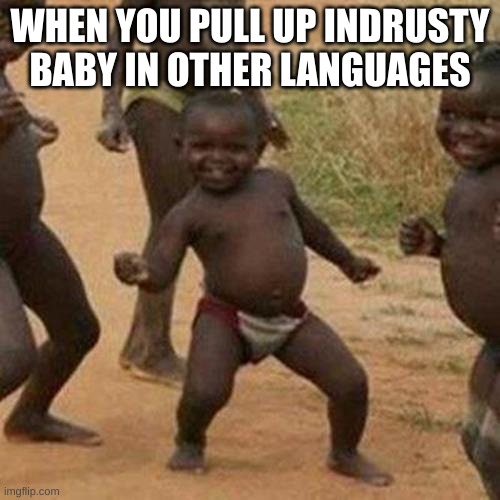 WHEN YOU PULL UP INDRUSTY
BABY IN OTHER LANGUAGES
imgflip.com